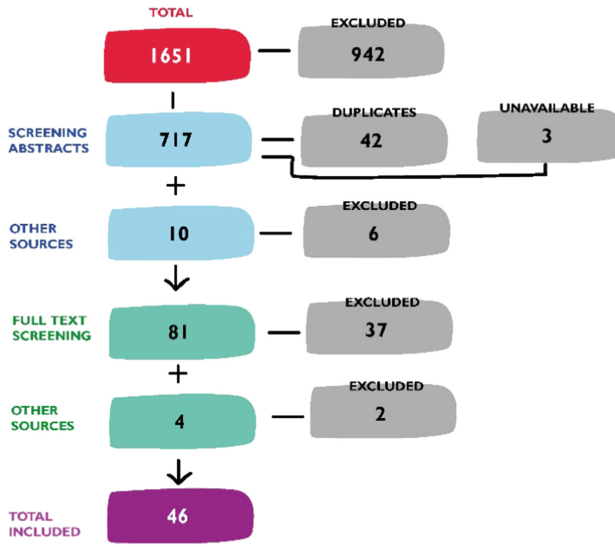 TOTAL
EXCLUDED
1651
942
SCREENING
ABSTRACTS
717
DUPLICATES
42
UNAVAILABLE
3
+
OTHER
SOURCES
10
EXCLUDED
6
FULL TEXT
SCREENING
81
EXCLUDED
37
+
OTHER
SOURCES
4
EXCLUDED
2
TOTAL
INCLUDED
46